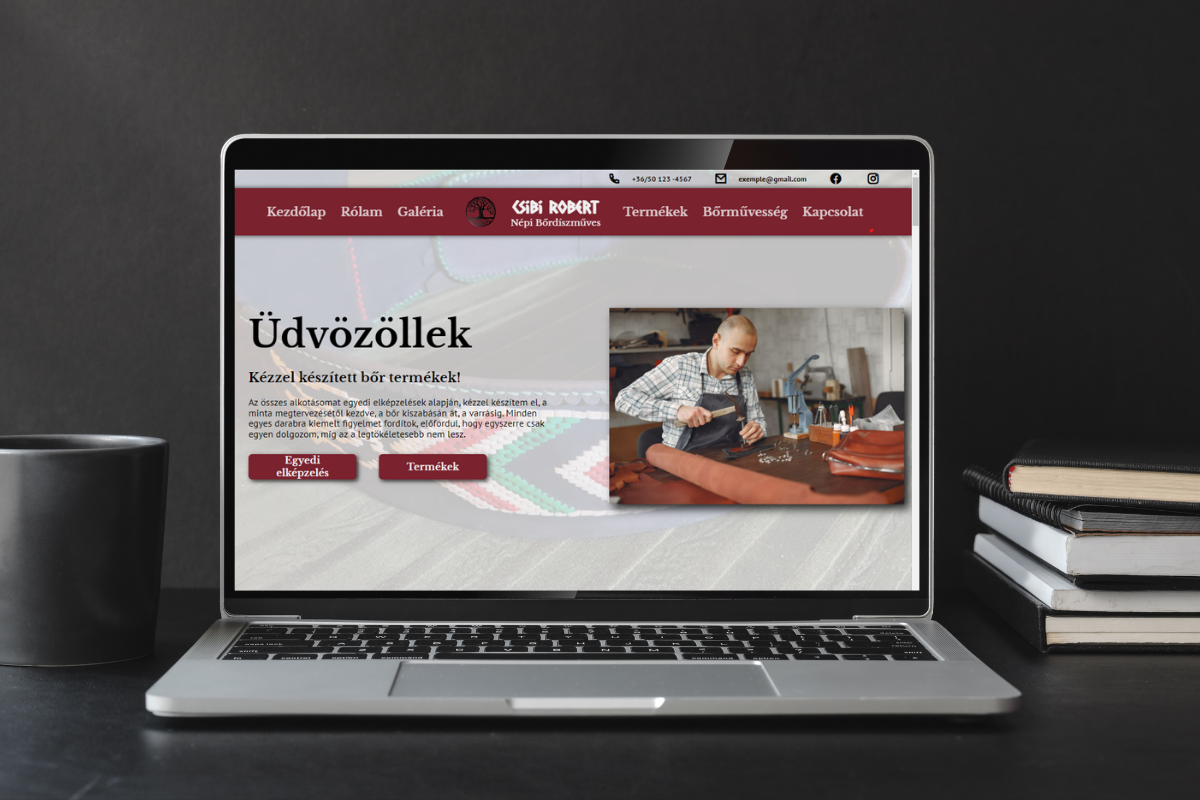 +36/50 123 -4567
exemple@gmail.com
Kezdőlap Rólam Galéria
CSIBI RÓBERT
Népi Bőrdíszműves
Termékek Bőrművesség Kapcsolat
Üdvözöllek
Kézzel készített bőr termékek!
Az összes alkotásomat egyedi elképzelések alapján, kézzel készítem el, a
minta megtervezésétől kezdve, a bőr kiszabásán át, a varrásig. Minden
egyes darabra kiemelt figyelmet fordítok, előfordul, hogy egyszerre csak
egyen dolgozom, míg az a legtökéletesebb nem lesz.
Egyedi
elképzelés
Termékek